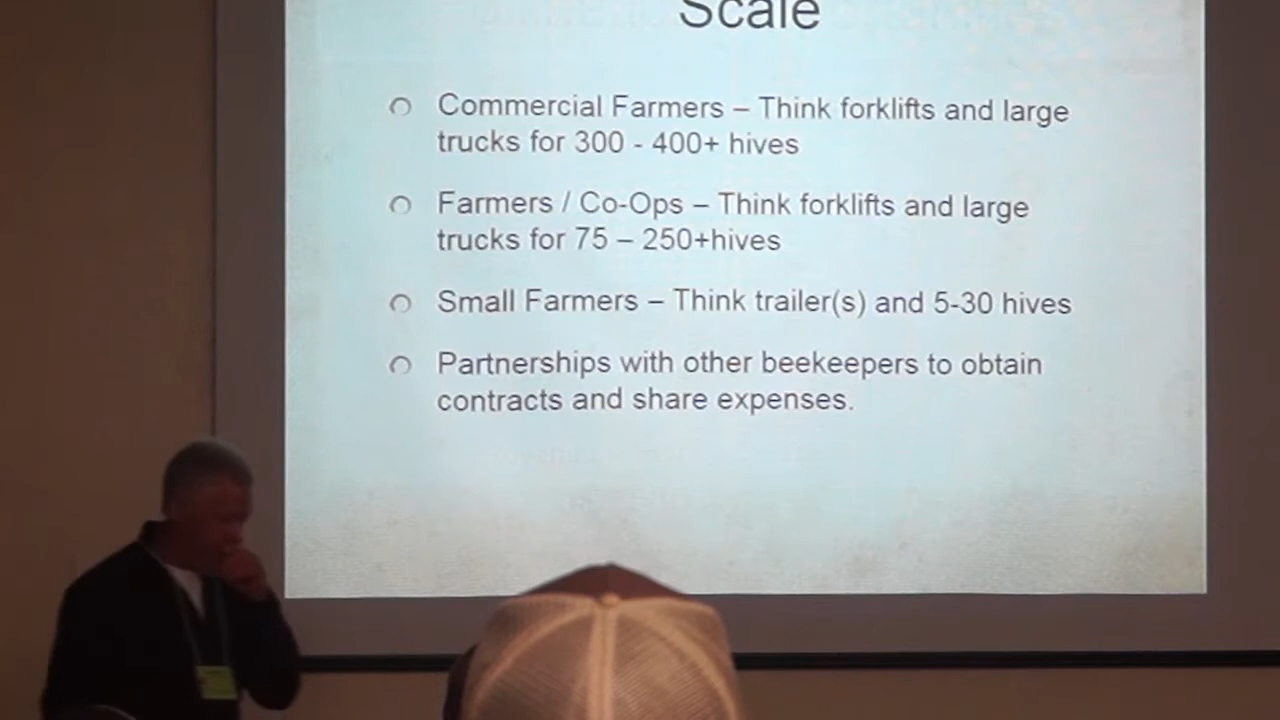 Scale
Commercial Farmers – Think forklifts and large
trucks for 300 - 400+ hives
Farmers / Co-Ops – Think forklifts and large
trucks for 75 – 250+hives
Small Farmers – Think trailer(s) and 5-30 hives
Partnerships with other beekeepers to obtain
contracts and share expenses.